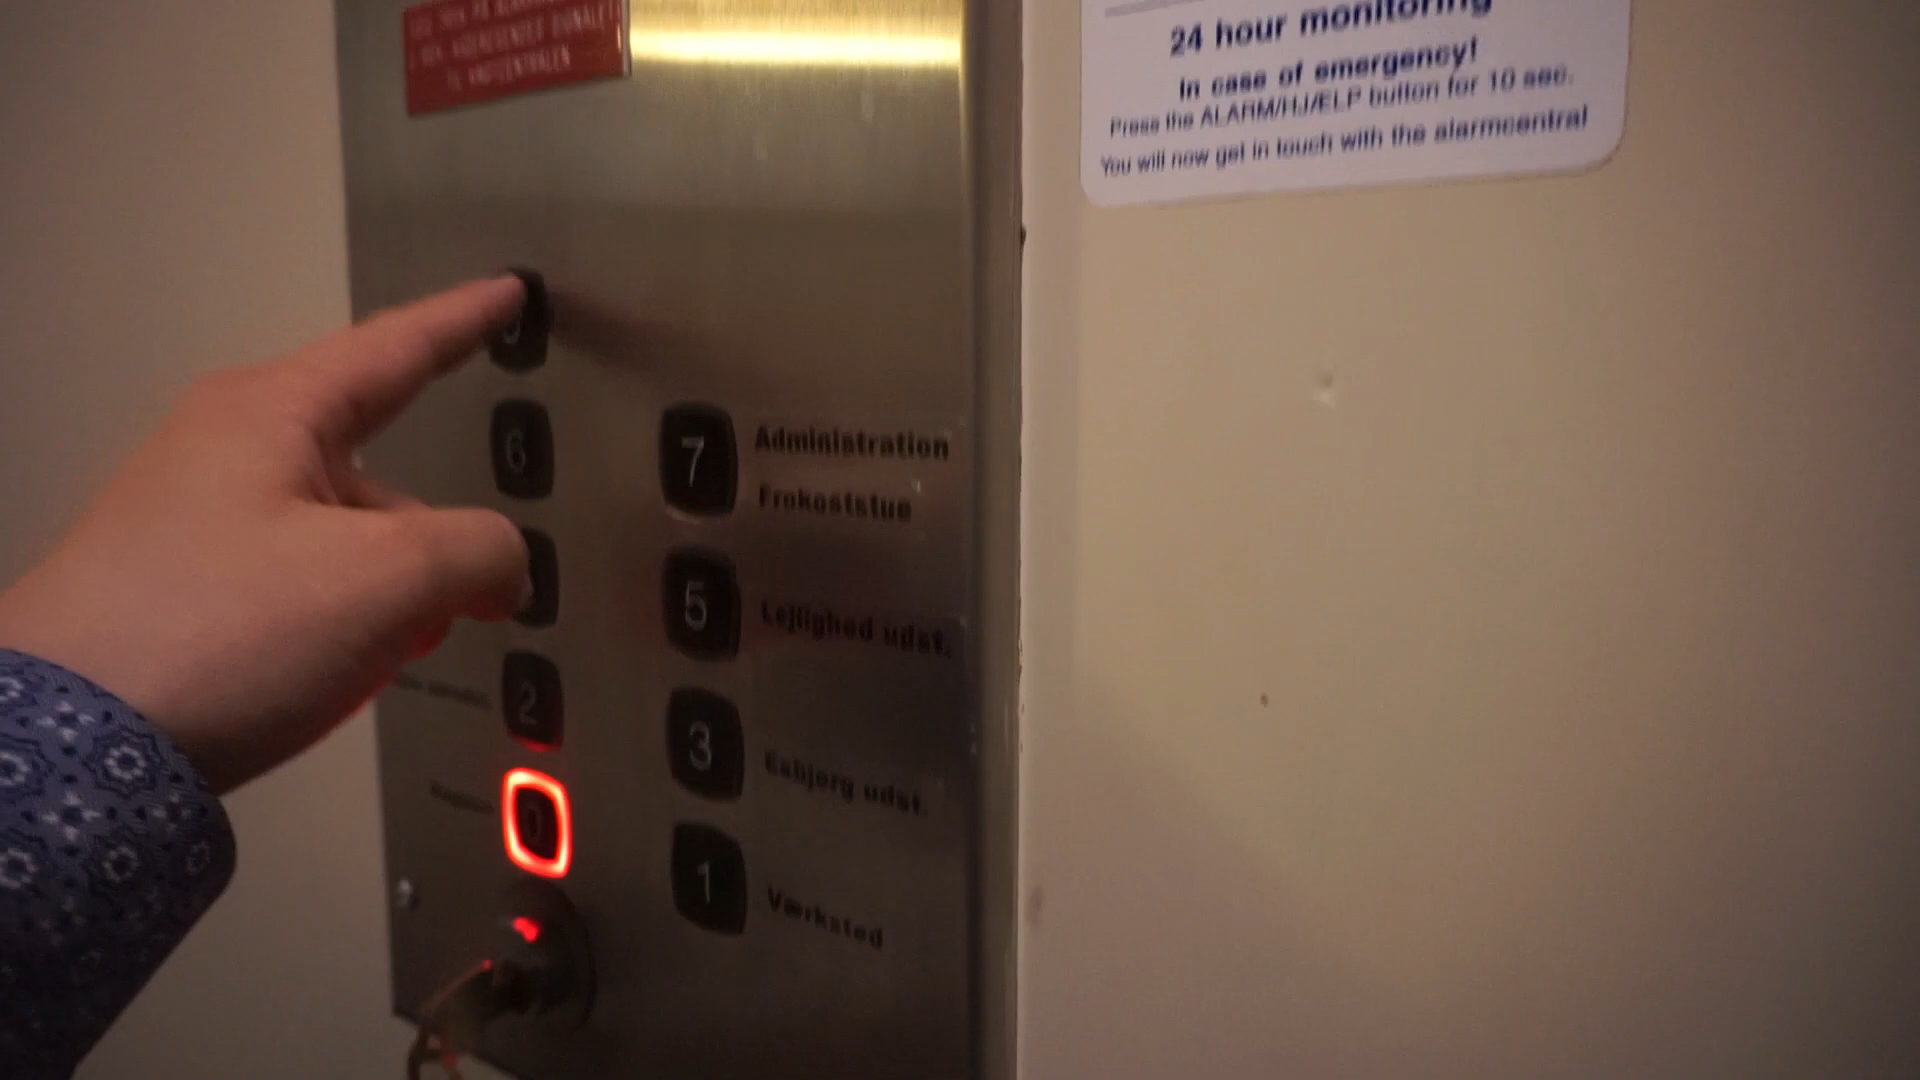 24 hour monitoring
In case of emergency!
Press the ALARM/HJÆLP button for 10 sec.
You will now get in touch with the alarmcentral
6
7 Administration
Frokoststue
5 Lejlighed udst.
2
3 Esbjerg udst.
0
1 Værksted